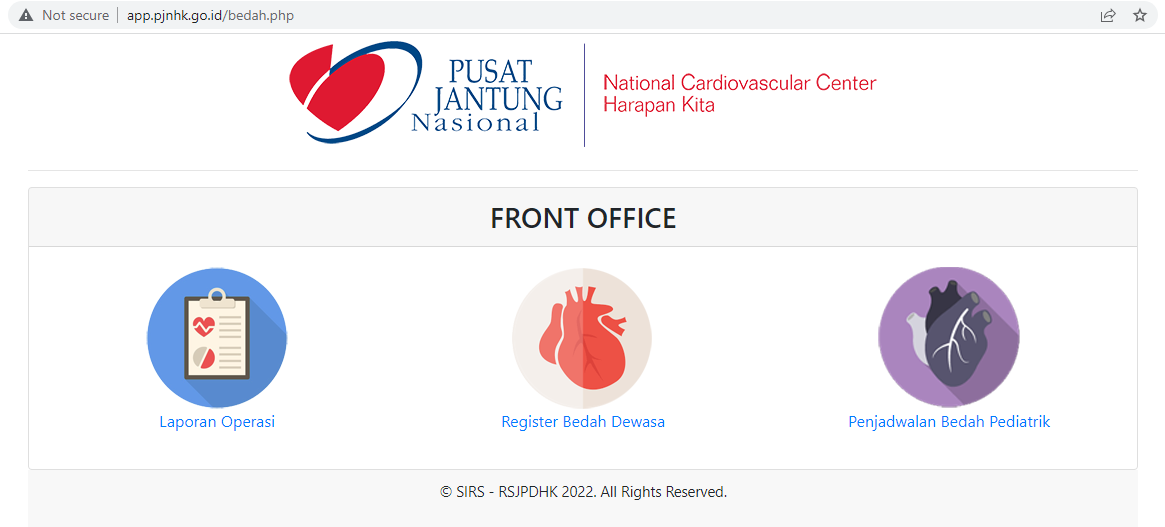 Not secure
app.pjnhk.go.id/bedah.php
PUSAT
JANTUNG
Nasional
National Cardiovascular Center
Harapan Kita
FRONT OFFICE
Laporan Operasi
Register Bedah Dewasa
Penjadwalan Bedah Pediatrik
© SIRS - RSJPDHK 2022. All Rights Reserved.